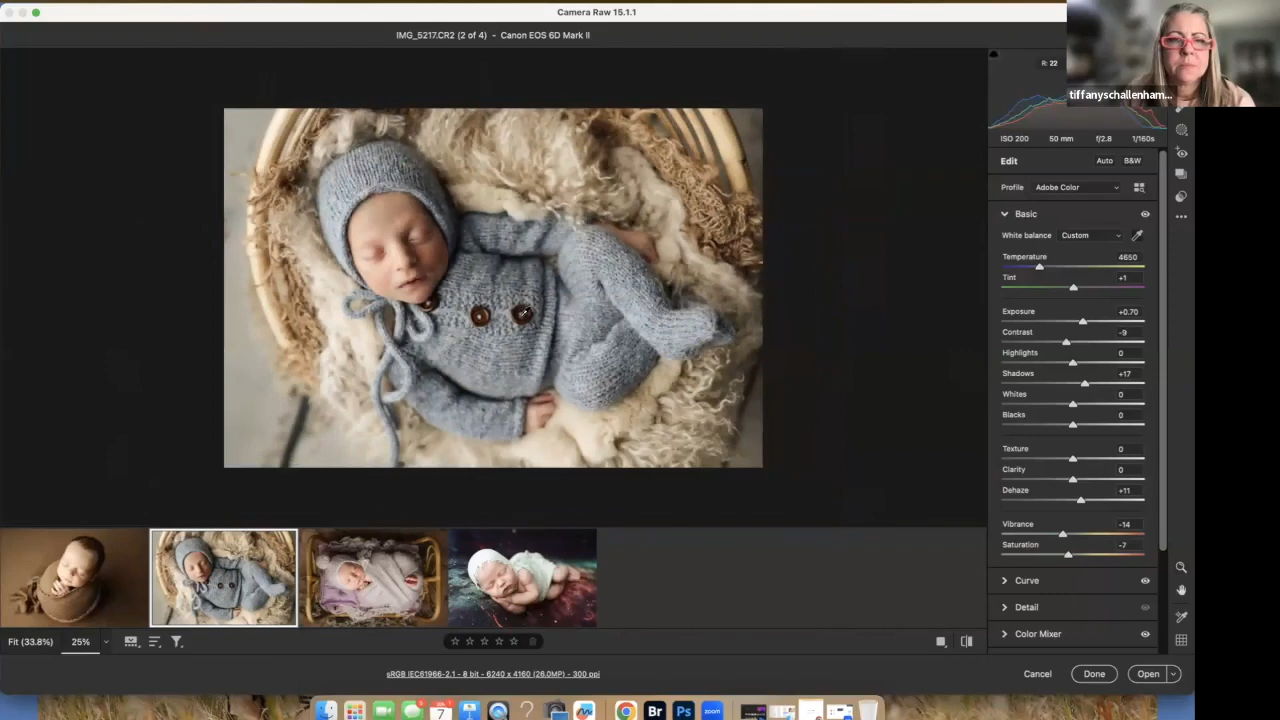 Camera Raw 15.1.1
IMG_5217.CR2 (2 of 4) - Canon EOS 6D Mark II
R: 22
tiffanyschallenham...
ISO 200 50 mm f/2.8 1/160s
Edit Auto B&W
Profile Adobe Color
Basic
White balance Custom
Temperature 4650
Tint +1
Exposure +0.70
Contrast -9
Highlights 0
Shadows +17
Whites 0
Blacks 0
Texture 0
Clarity 0
Dehaze +11
Vibrance -14
Saturation -7
Curve
Detail
Color Mixer
Fit (33.8%) 25%
sRGB IEC61966-2.1 - 8 bit - 6240 x 4160 (26.0MP) - 300 ppi
Cancel Done Open
7 Br Ps zoom